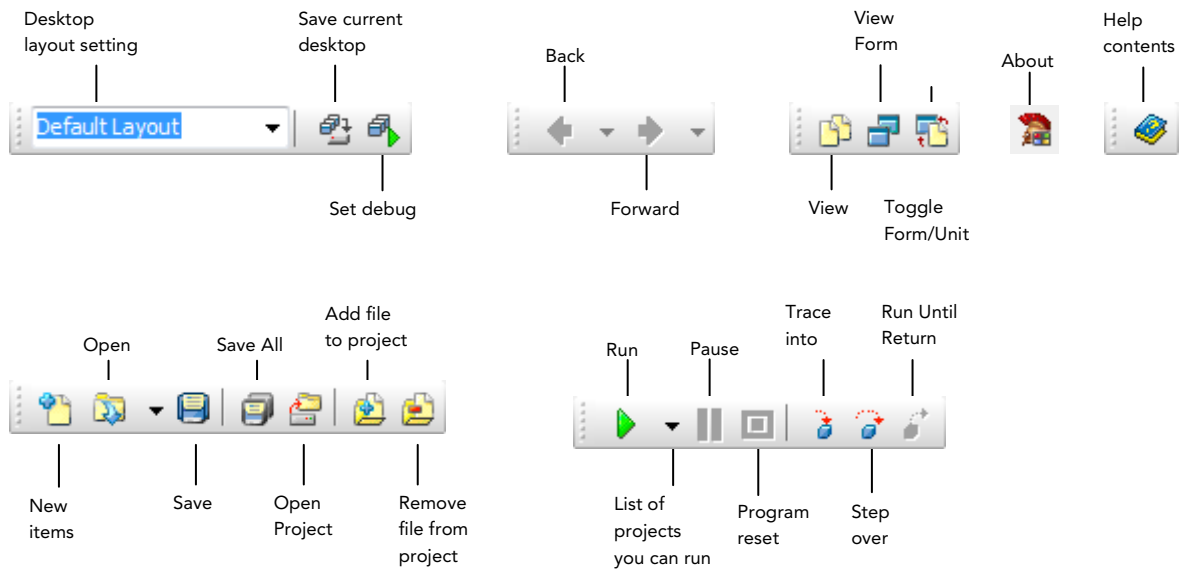 Desktop
layout setting
Save current
desktop
Back
View
Form
About
Help
contents
Default Layout
Set debug
Forward
View
Toggle
Form/Unit
Open
Save All
Add file
to project
Run
Pause
Trace
into
Run Until
Return
New
items
Save
Open
Project
Remove
file from
project
List of
projects
you can run
Program
reset
Step
over